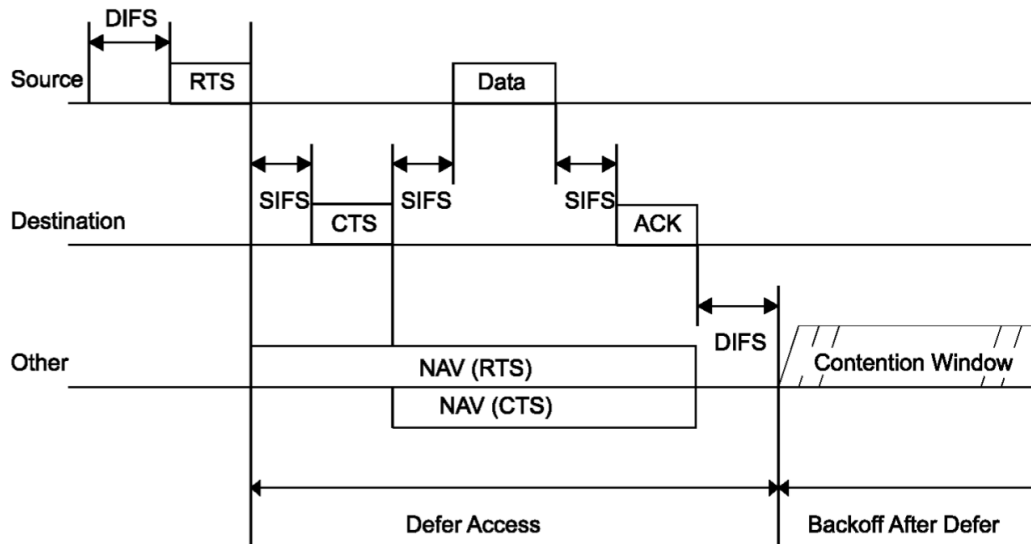 DIFS
Source
RTS
Data
SIFS
SIFS
SIFS
Destination
CTS
ACK
DIFS
Other
NAV (RTS)
Contention Window
NAV (CTS)
Defer Access
Backoff After Defer